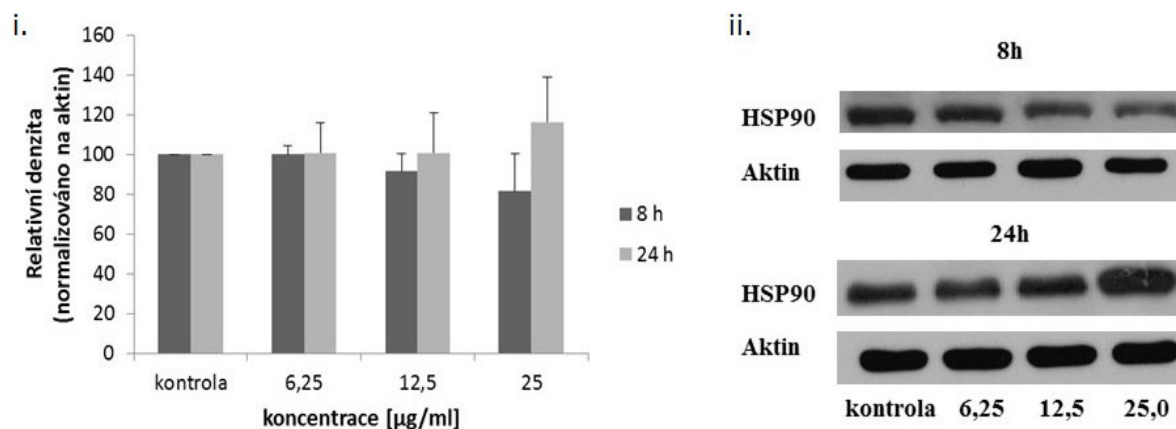 i.
Relativní denzita
(normalizováno na aktin)
160
140
120
100
80
60
40
20
0
kontrola 6,25 12,5 25
koncentrace [µg/ml]
8 h
24 h
ii.
8h
HSP90
Aktin
24h
HSP90
Aktin
kontrola 6,25 12,5 25,0